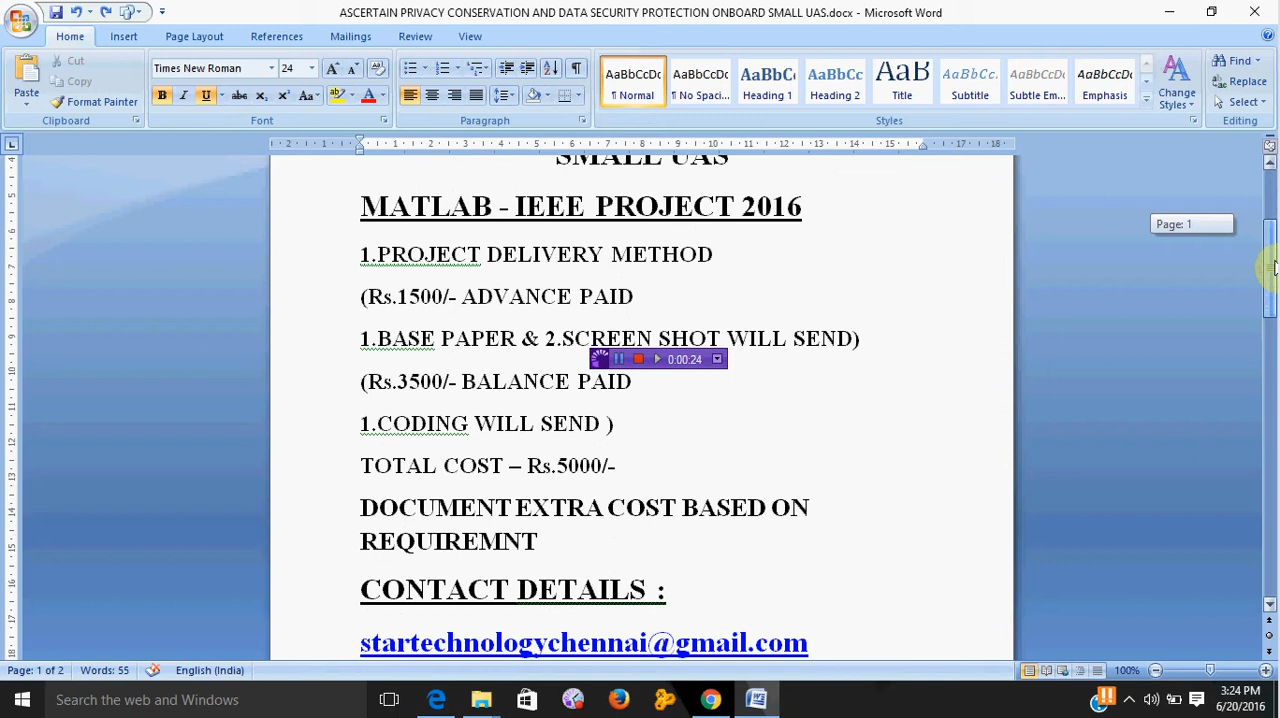 ASCERTAIN PRIVACY CONSERVATION AND DATA SECURITY PROTECTION ONBOARD SMALL UAS.docx - Microsoft Word
Home Insert Page Layout References Mailings Review View
Paste
Cut
Copy
Format Painter
Clipboard
Times New Roman 24
Font
Paragraph
AaBbCcDc AaBbCcDc AaBbC AaBbCc AaB AaBbCc. AaBbCcDc AaBbCcDc
¶ Normal ¶ No Spaci... Heading 1 Heading 2 Title Subtitle Subtle Em... Emphasis
Change Styles
Styles
Find
Replace
Select
Editing
SMALL UAS
MATLAB - IEEE PROJECT 2016
1.PROJECT DELIVERY METHOD
(Rs.1500/- ADVANCE PAID
1.BASE PAPER & 2.SCREEN SHOT WILL SEND)
0:00:24
(Rs.3500/- BALANCE PAID
1.CODING WILL SEND )
TOTAL COST – Rs.5000/-
DOCUMENT EXTRA COST BASED ON
REQUIREMNT
CONTACT DETAILS :
startechnologychennai@gmail.com
Page: 1
Page: 1 of 2 Words: 55 English (India) 100%
Search the web and Windows
3:24 PM
6/20/2016